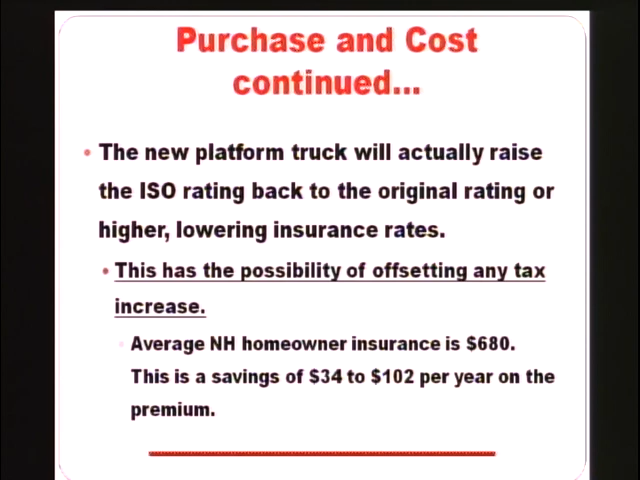 Purchase and Cost
continued...
• The new platform truck will actually raise
the ISO rating back to the original rating or
higher, lowering insurance rates.
• This has the possibility of offsetting any tax
increase.
• Average NH homeowner insurance is $680.
This is a savings of $34 to $102 per year on the
premium.